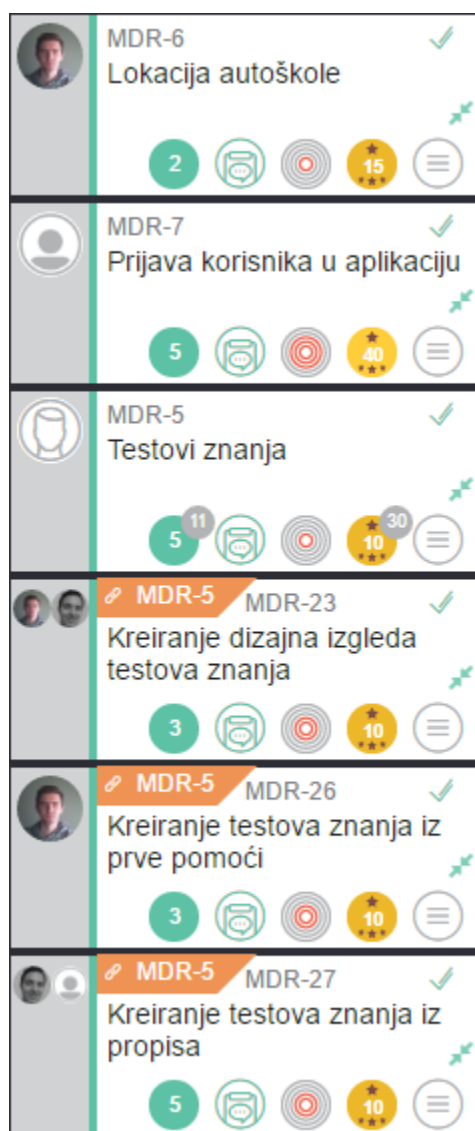 MDR-6
Lokacija autoškole
2 15
MDR-7
Prijava korisnika u aplikaciju
5 40
MDR-5
Testovi znanja
5 11 10 30
MDR-5 MDR-23
Kreiranje dizajna izgleda
testova znanja
3 10
MDR-5 MDR-26
Kreiranje testova znanja iz
prve pomoći
3 10
MDR-5 MDR-27
Kreiranje testova znanja iz
propisa
5 10